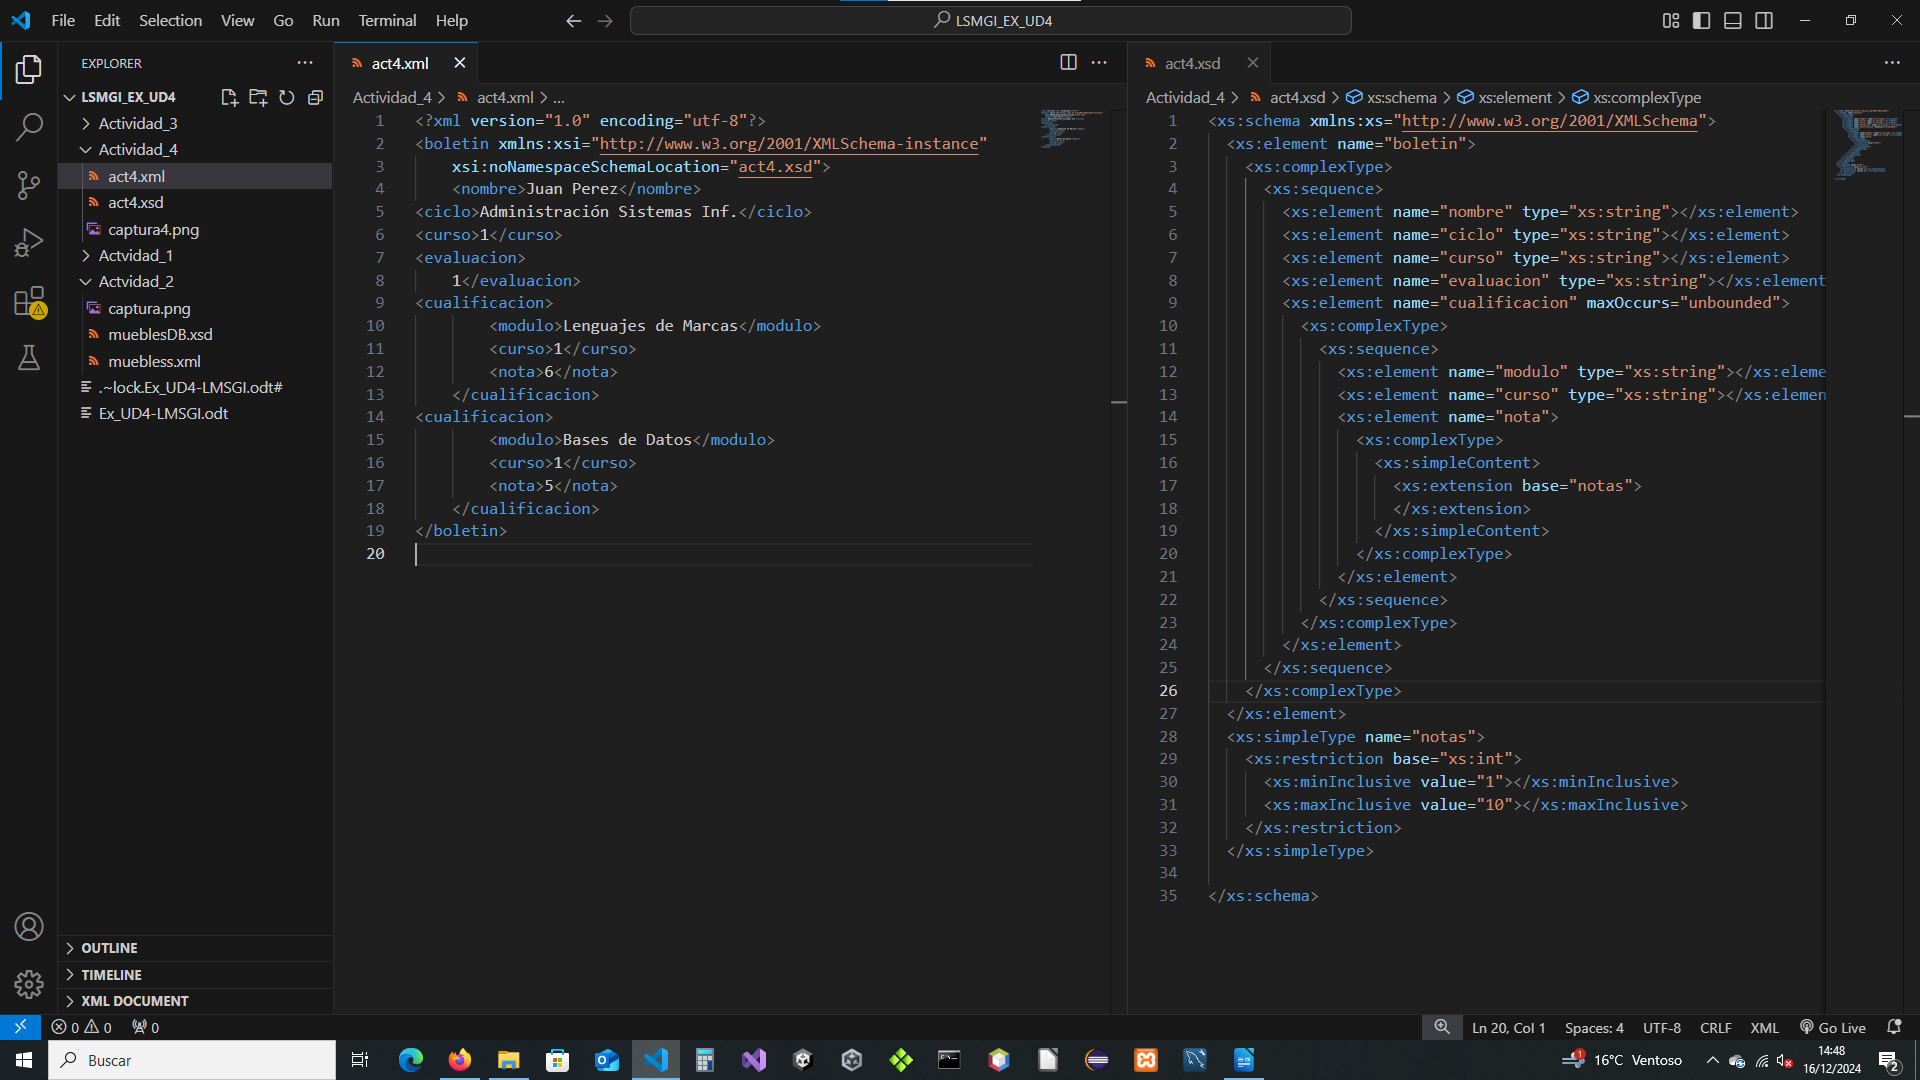 File Edit Selection View Go Run Terminal Help
LSMGI_EX_UD4
EXPLORER
LSMGI_EX_UD4
Actividad_3
Actividad_4
act4.xml
act4.xsd
captura4.png
Actvidad_1
Actvidad_2
captura.png
mueblesDB.xsd
muebless.xml
.~lock.Ex_UD4-LMSGI.odt#
Ex_UD4-LMSGI.odt
OUTLINE
TIMELINE
XML DOCUMENT
act4.xml
Actividad_4 > act4.xml > ...
1 <?xml version="1.0" encoding="utf-8"?>
2 <boletin xmlns:xsi="http://www.w3.org/2001/XMLSchema-instance"
3 xsi:noNamespaceSchemaLocation="act4.xsd">
4 <nombre>Juan Perez</nombre>
5 <ciclo>Administración Sistemas Inf.</ciclo>
6 <curso>1</curso>
7 <evaluacion>
8 1</evaluacion>
9 <cualificacion>
10 <modulo>Lenguajes de Marcas</modulo>
11 <curso>1</curso>
12 <nota>6</nota>
13 </cualificacion>
14 <cualificacion>
15 <modulo>Bases de Datos</modulo>
16 <curso>1</curso>
17 <nota>5</nota>
18 </cualificacion>
19 </boletin>
20
act4.xsd
Actividad_4 > act4.xsd > xs:schema > xs:element > xs:complexType
1 <xs:schema xmlns:xs="http://www.w3.org/2001/XMLSchema">
2 <xs:element name="boletin">
3 <xs:complexType>
4 <xs:sequence>
5 <xs:element name="nombre" type="xs:string"></xs:element>
6 <xs:element name="ciclo" type="xs:string"></xs:element>
7 <xs:element name="curso" type="xs:string"></xs:element>
8 <xs:element name="evaluacion" type="xs:string"></xs:element
9 <xs:element name="cualificacion" maxOccurs="unbounded">
10 <xs:complexType>
11 <xs:sequence>
12 <xs:element name="modulo" type="xs:string"></xs:eleme
13 <xs:element name="curso" type="xs:string"></xs:elemen
14 <xs:element name="nota">
15 <xs:complexType>
16 <xs:simpleContent>
17 <xs:extension base="notas">
18 </xs:extension>
19 </xs:simpleContent>
20 </xs:complexType>
21 </xs:element>
22 </xs:sequence>
23 </xs:complexType>
24 </xs:element>
25 </xs:sequence>
26 </xs:complexType>
27 </xs:element>
28 <xs:simpleType name="notas">
29 <xs:restriction base="xs:int">
30 <xs:minInclusive value="1"></xs:minInclusive>
31 <xs:maxInclusive value="10"></xs:maxInclusive>
32 </xs:restriction>
33 </xs:simpleType>
34
35 </xs:schema>
0 0 0
Ln 20, Col 1 Spaces: 4 UTF-8 CRLF XML Go Live
Buscar
1 16°C Ventoso
14:48
16/12/2024
2